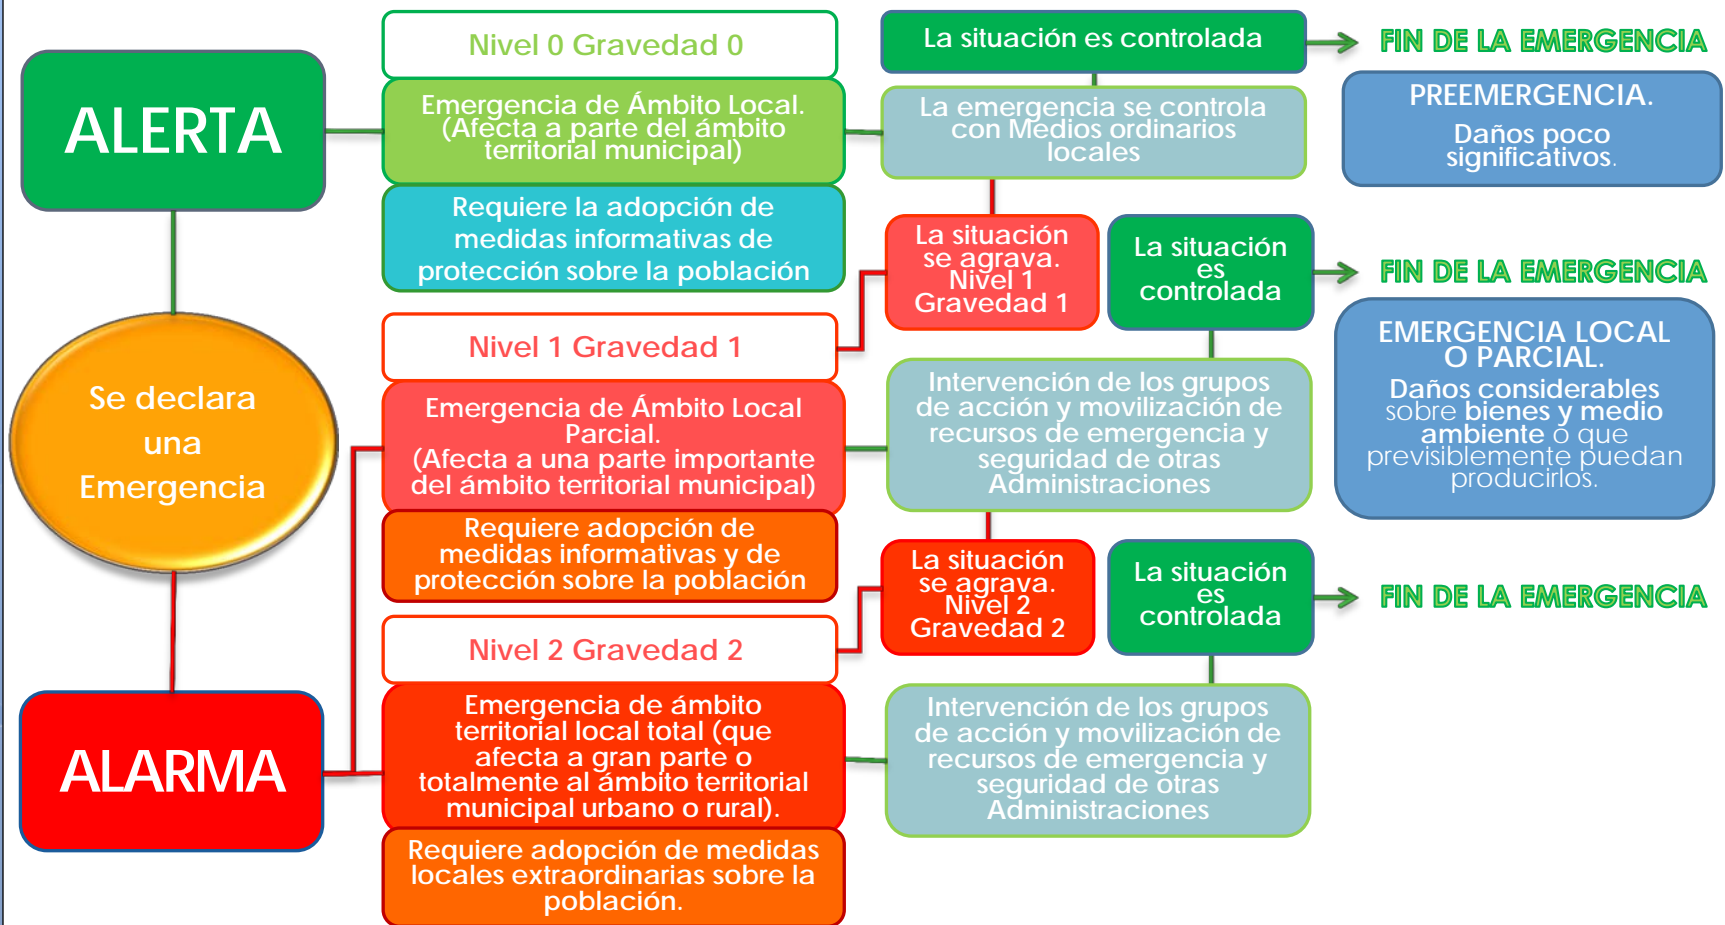 ALERTA
Se declara
una
Emergencia
ALARMA
Nivel 0 Gravedad 0
Emergencia de Ámbito Local.
(Afecta a parte del ámbito
territorial municipal)
Requiere la adopción de
medidas informativas de
protección sobre la población
La situación es controlada
FIN DE LA EMERGENCIA
La emergencia se controla
con Medios ordinarios
locales
PREEMERGENCIA.
Daños poco
significativos.
La situación
se agrava.
Nivel 1
Gravedad 1
La situación
es
controlada
FIN DE LA EMERGENCIA
Nivel 1 Gravedad 1
Emergencia de Ámbito Local
Parcial.
(Afecta a una parte importante
del ámbito territorial municipal)
Requiere adopción de
medidas informativas y de
protección sobre la población
Intervención de los grupos
de acción y movilización de
recursos de emergencia y
seguridad de otras
Administraciones
EMERGENCIA LOCAL
O PARCIAL.
Daños considerables
sobre bienes y medio
ambiente o que
previsiblemente puedan
producirlos.
La situación
se agrava.
Nivel 2
Gravedad 2
La situación
es
controlada
FIN DE LA EMERGENCIA
Nivel 2 Gravedad 2
Emergencia de ámbito
territorial local total (que
afecta a gran parte o
totalmente al ámbito territorial
municipal urbano o rural).
Requiere adopción de medidas
locales extraordinarias sobre la
población.
Intervención de los grupos
de acción y movilización de
recursos de emergencia y
seguridad de otras
Administraciones